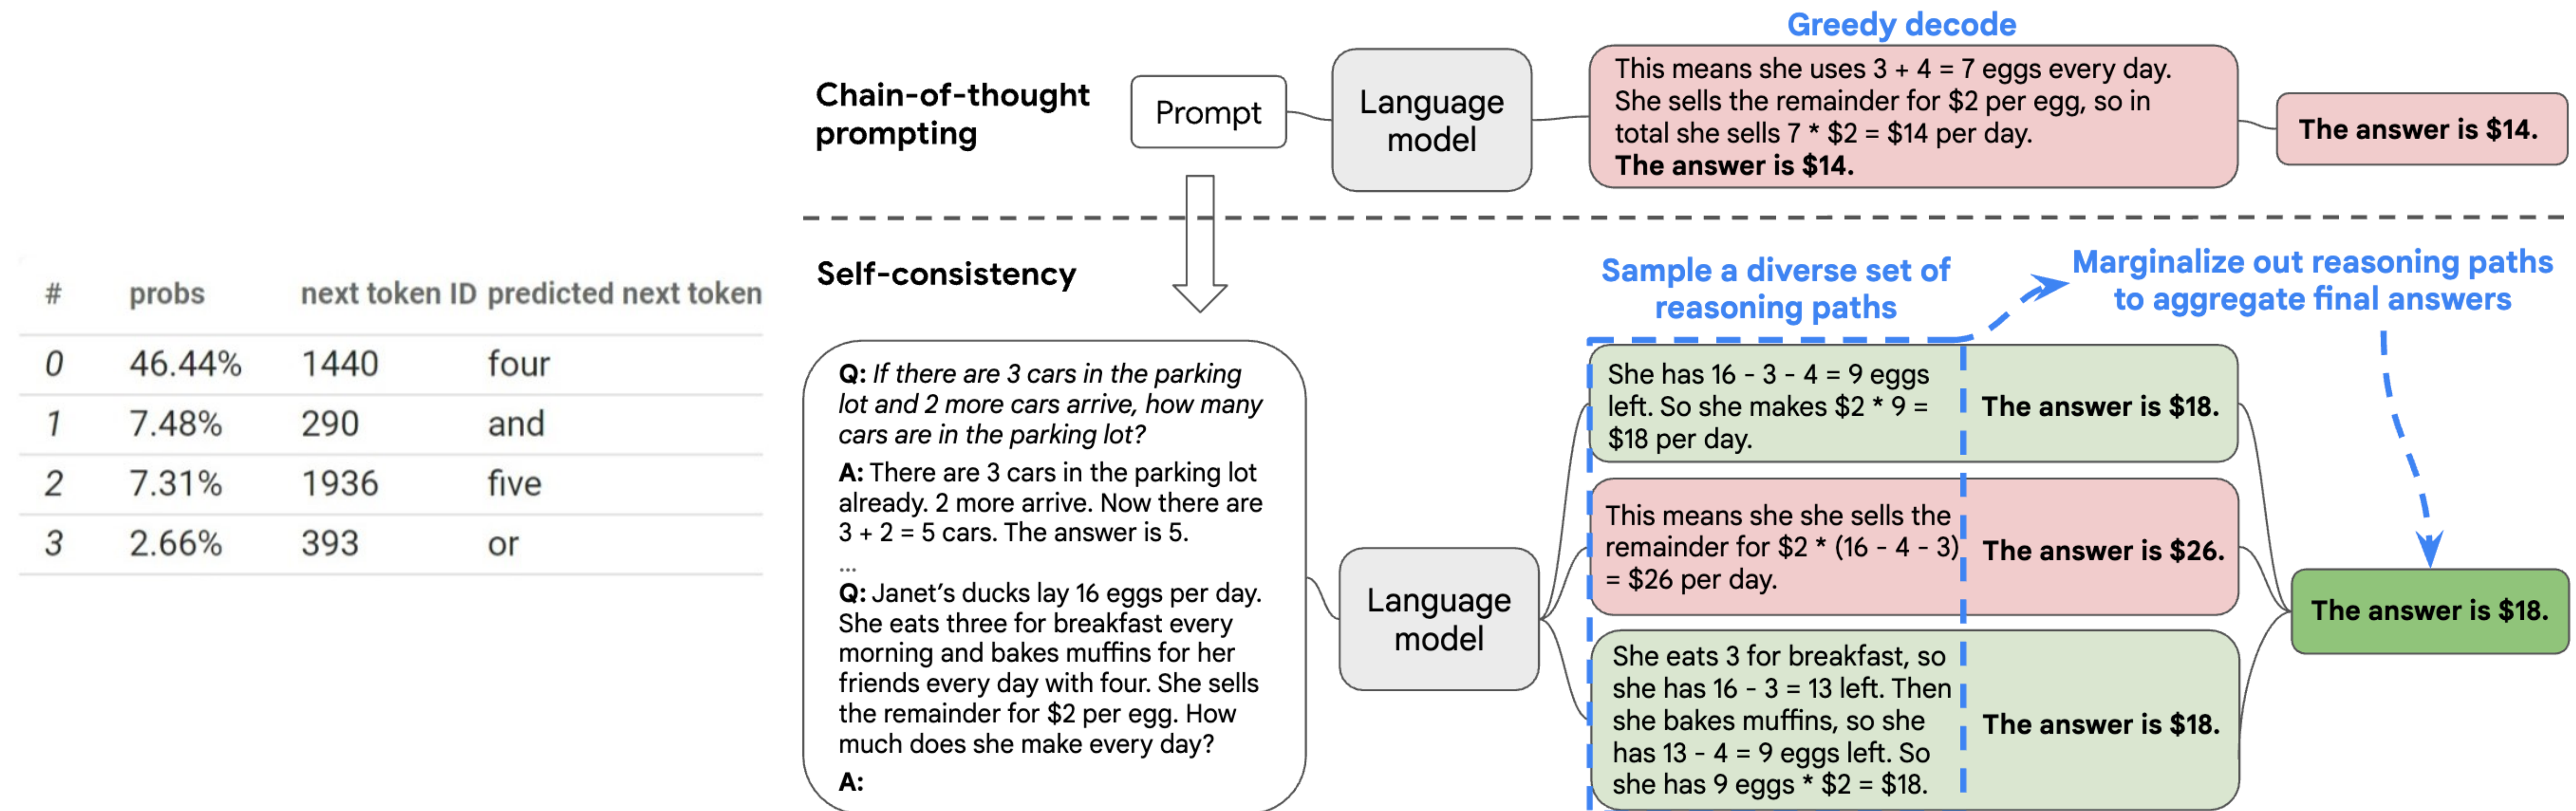 # probs next token ID predicted next token
0 46.44% 1440 four
1 7.48% 290 and
2 7.31% 1936 five
3 2.66% 393 or
Chain-of-thought
prompting
Prompt
Language
model
Greedy decode
This means she uses 3 + 4 = 7 eggs every day.
She sells the remainder for $2 per egg, so in
total she sells 7 * $2 = $14 per day.
The answer is $14.
The answer is $14.
Self-consistency
Q: If there are 3 cars in the parking
lot and 2 more cars arrive, how many
cars are in the parking lot?
A: There are 3 cars in the parking lot
already. 2 more arrive. Now there are
3 + 2 = 5 cars. The answer is 5.
...
Q: Janet’s ducks lay 16 eggs per day.
She eats three for breakfast every
morning and bakes muffins for her
friends every day with four. She sells
the remainder for $2 per egg. How
much does she make every day?
A:
Language
model
Sample a diverse set of
reasoning paths
Marginalize out reasoning paths
to aggregate final answers
She has 16 - 3 - 4 = 9 eggs
left. So she makes $2 * 9 =
$18 per day.
The answer is $18.
This means she she sells the
remainder for $2 * (16 - 4 - 3)
= $26 per day.
The answer is $26.
She eats 3 for breakfast, so
she has 16 - 3 = 13 left. Then
she bakes muffins, so she
has 13 - 4 = 9 eggs left. So
she has 9 eggs * $2 = $18.
The answer is $18.
The answer is $18.